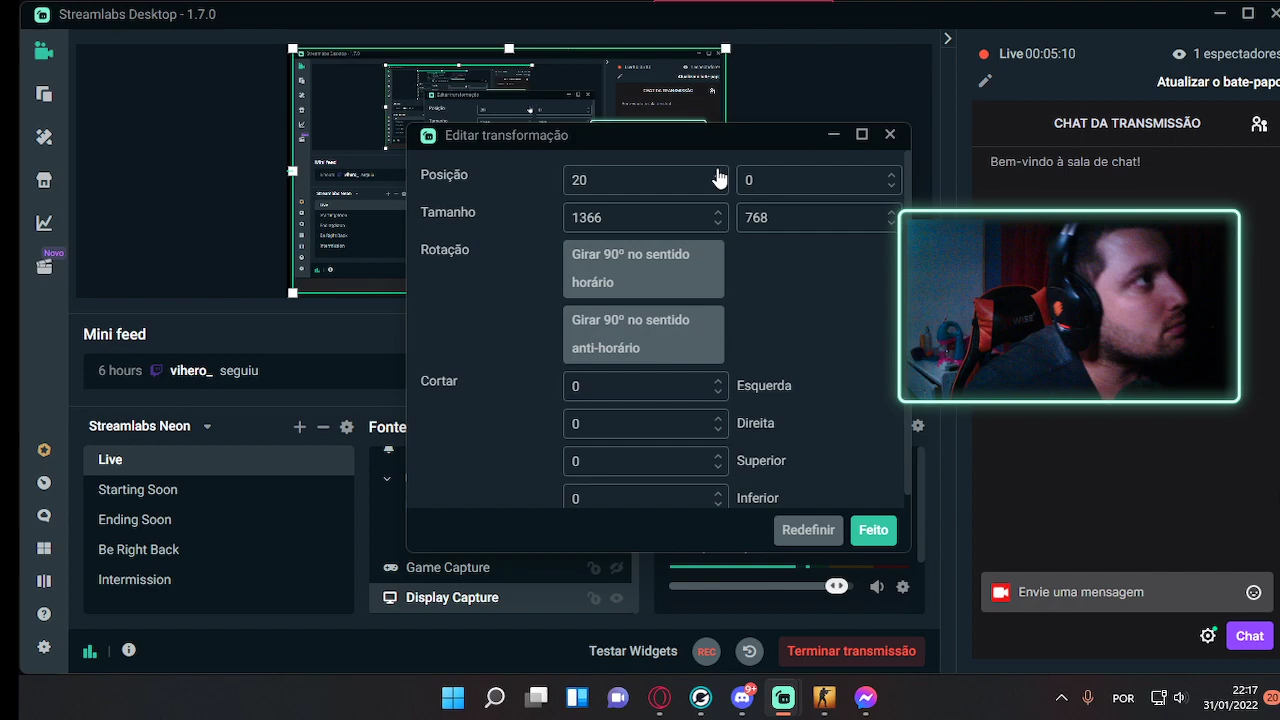 Streamlabs Desktop - 1.7.0
Live 00:05:10
1 espectadores
Atualizar o bate-papo
CHAT DA TRANSMISSÃO
Bem-vindo à sala de chat!
Editar transformação
Posição
20
0
Tamanho
1366
768
Rotação
Girar 90º no sentido
horário
Girar 90º no sentido
anti-horário
Cortar
0
Esquerda
0
Direita
0
Superior
0
Inferior
Redefinir
Feito
Novo
Mini feed
6 hours
vihero_ seguiu
Streamlabs Neon
Live
Starting Soon
Ending Soon
Be Right Back
Intermission
Fonte
Game Capture
Display Capture
Envie uma mensagem
Chat
Testar Widgets
REC
Terminar transmissão
POR
22:17
31/01/2022
20